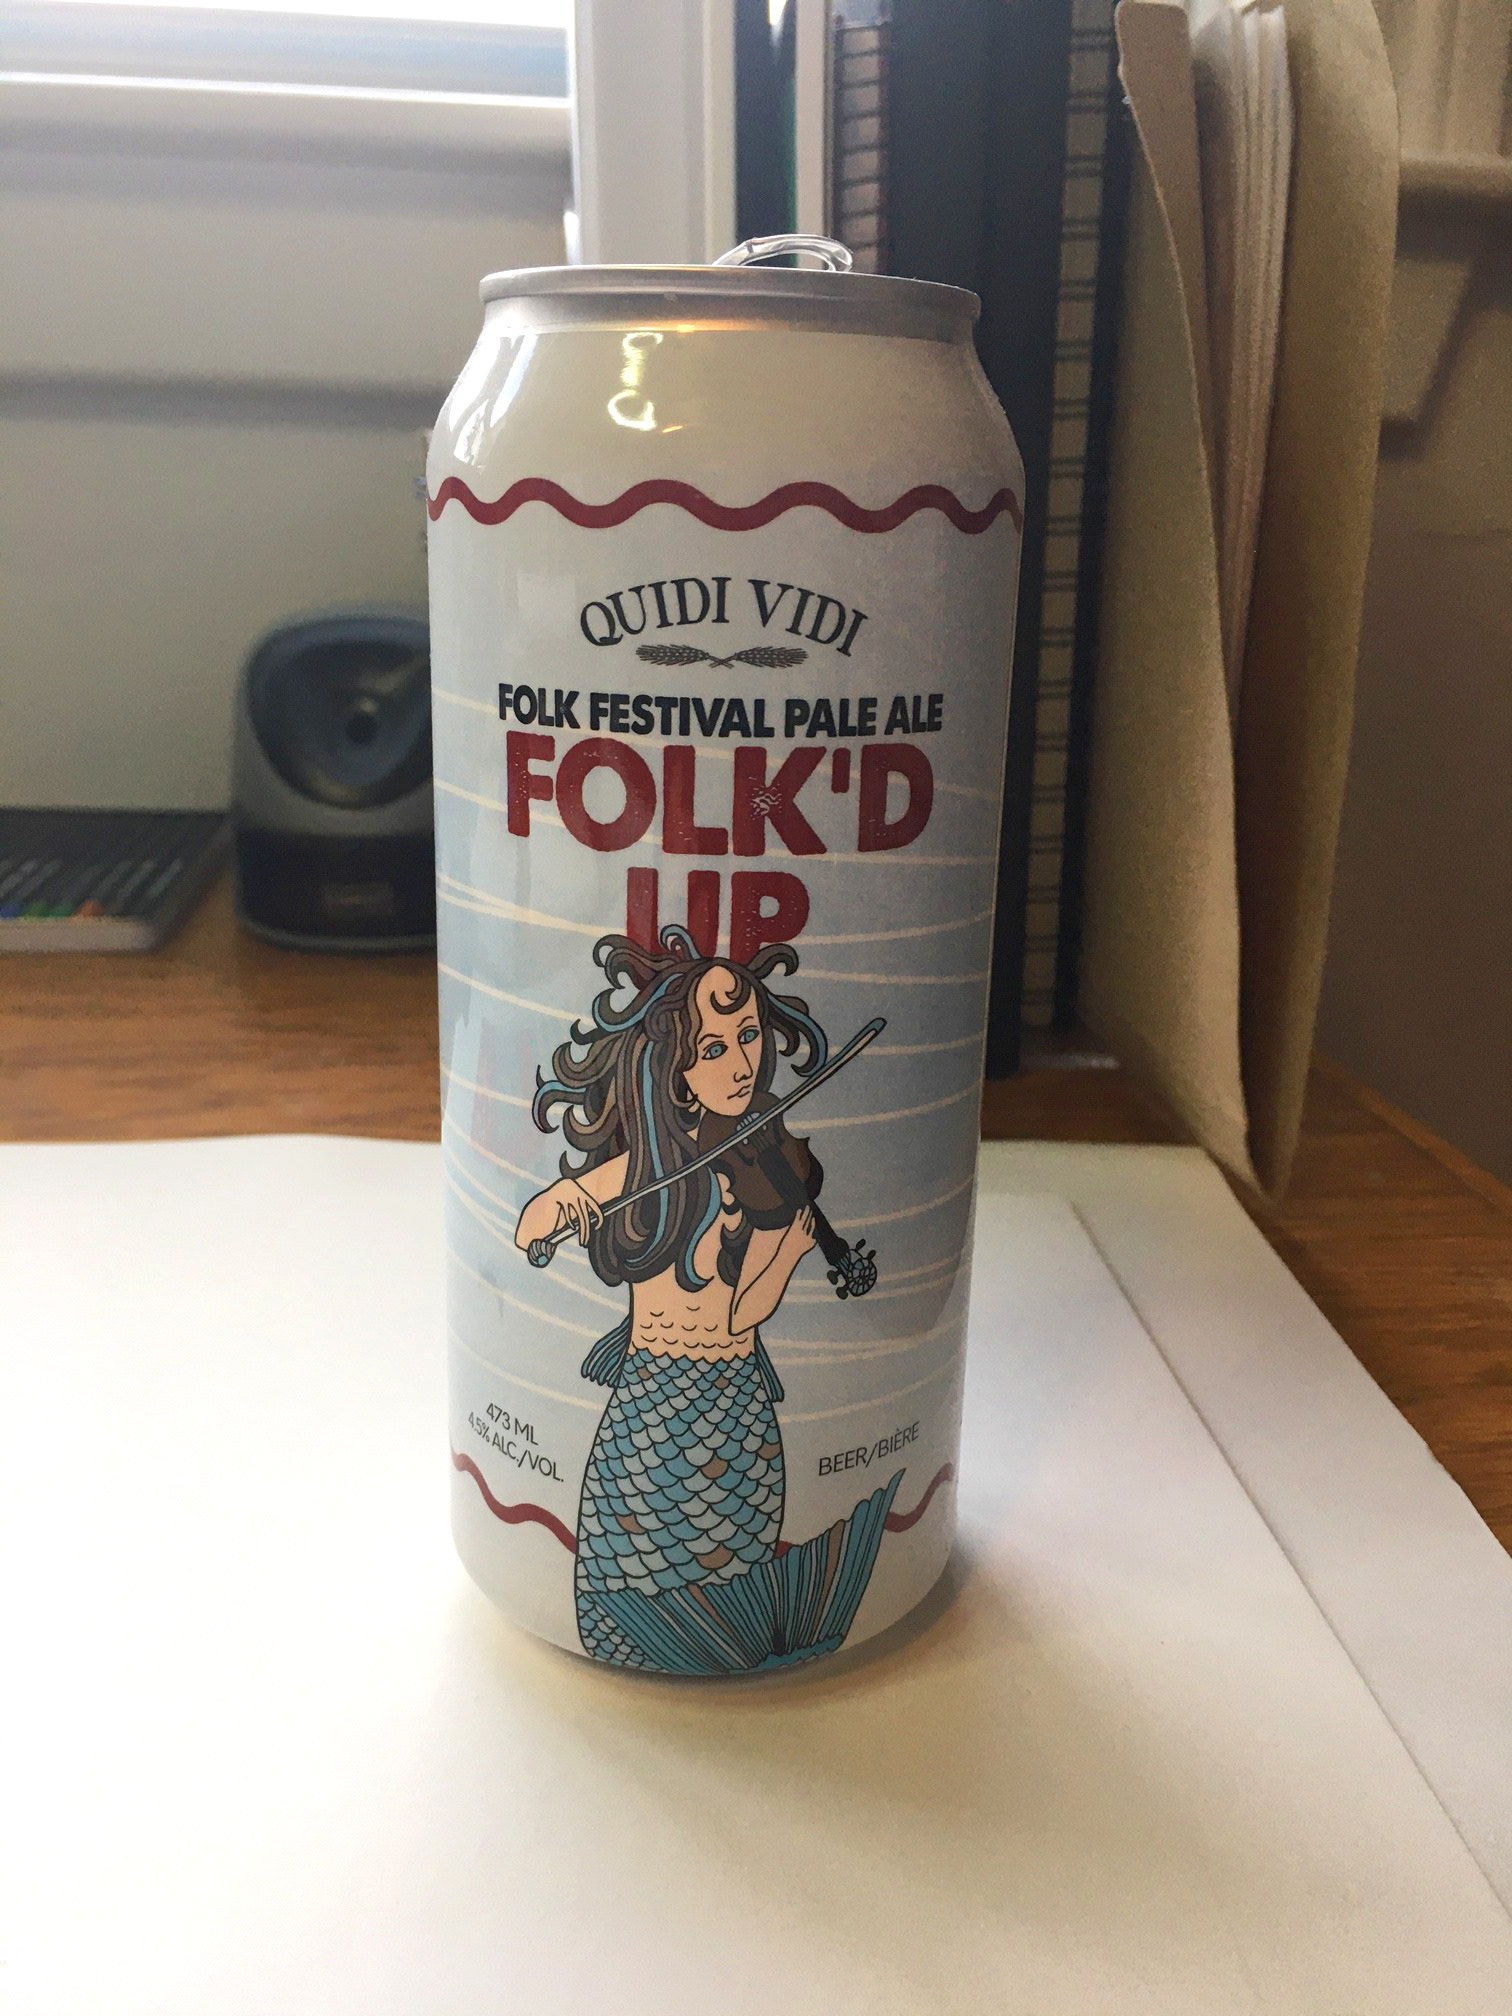 QUIDI VIDI
FOLK FESTIVAL PALE ALE
FOLK'D
UP
473 ML
4.5% ALC./VOL.
BEER/BIÈRE